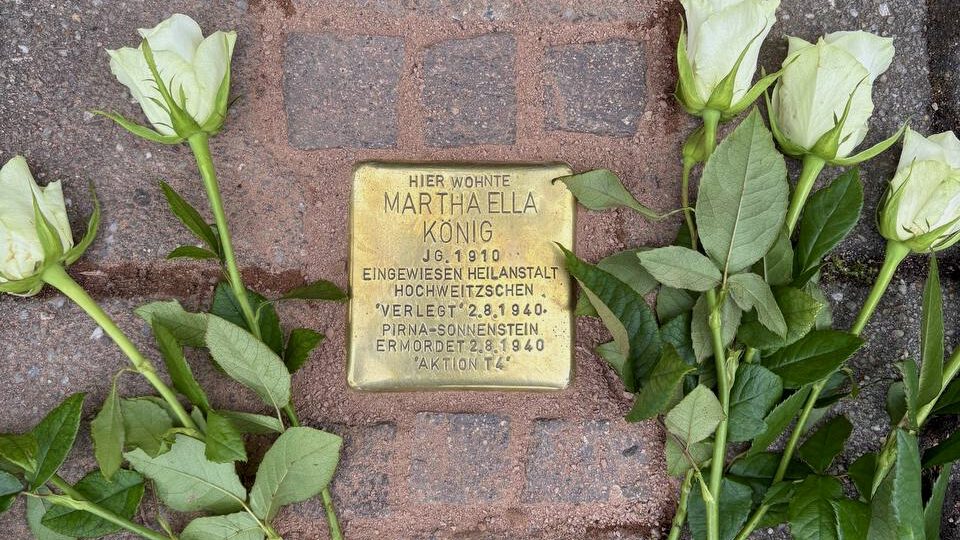 HIER WOHNTE
MARTHA ELLA
KÖNIG
JG. 1910
EINGEWIESEN HEILANSTALT
HOCHWEITZSCHEN
"VERLEGT" 2.8.1940
PIRNA-SONNENSTEIN
ERMORDET 2.8.1940
"AKTION T4"